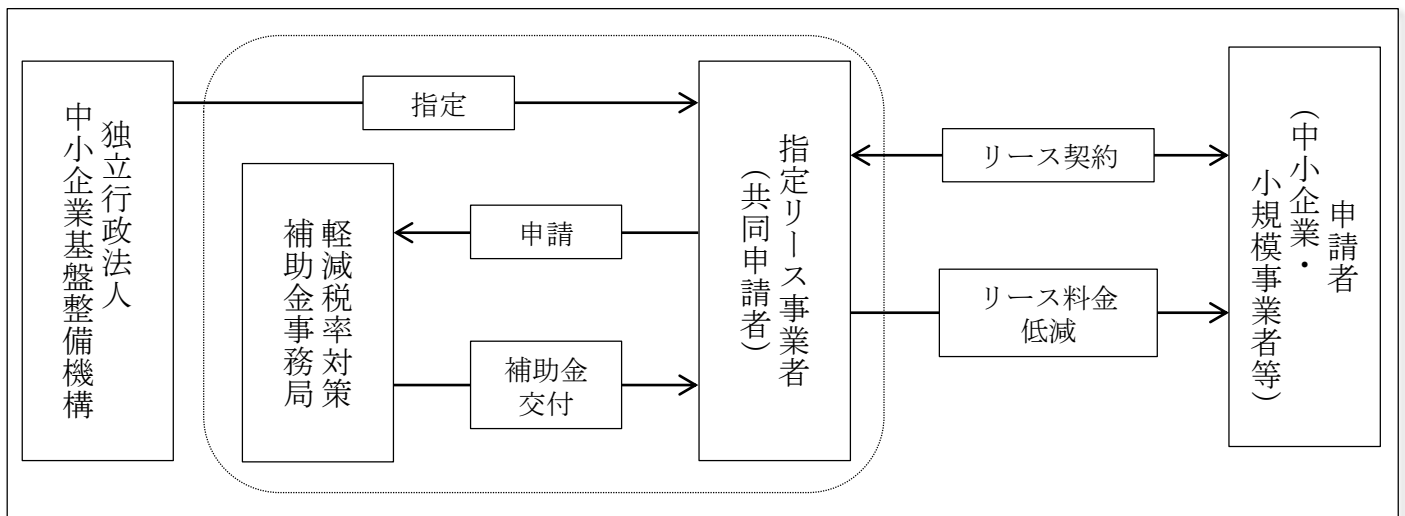 独立行政法人
中小企業基盤整備機構
指定
軽減税率対策
補助金事務局
申請
補助金
交付
指定リース事業者
(共同申請者)
リース契約
リース料金
低減
申請者
(中小企業・
小規模事業者等)